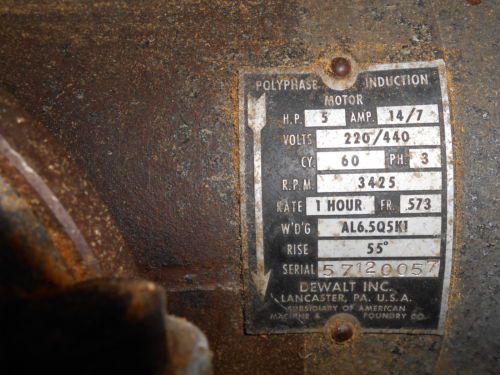 POLYPHASE INDUCTION
MOTOR
H.P. 5 AMP. 14/7
VOLTS 220/440
CY. 60 PH. 3
R.P.M. 3425
RATE 1 HOUR FR. 573
W'D'G AL6.5Q5K1
RISE 55°
SERIAL 57120057
DEWALT INC.
LANCASTER, PA. U.S.A.
SUBSIDIARY OF AMERICAN
MACHINE & FOUNDRY CO.